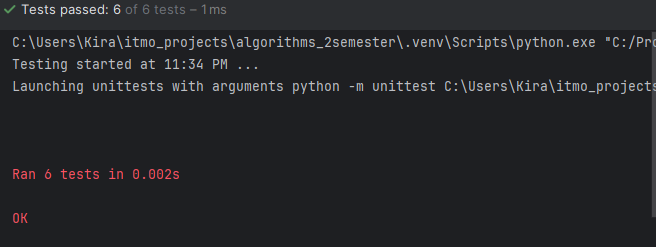 Tests passed: 6 of 6 tests – 1 ms
C:\Users\Kira\itmo_projects\algorithms_2semester\.venv\Scripts\python.exe "C:/Pro
Testing started at 11:34 PM ...
Launching unittests with arguments python -m unittest C:\Users\Kira\itmo_projects
Ran 6 tests in 0.002s
OK